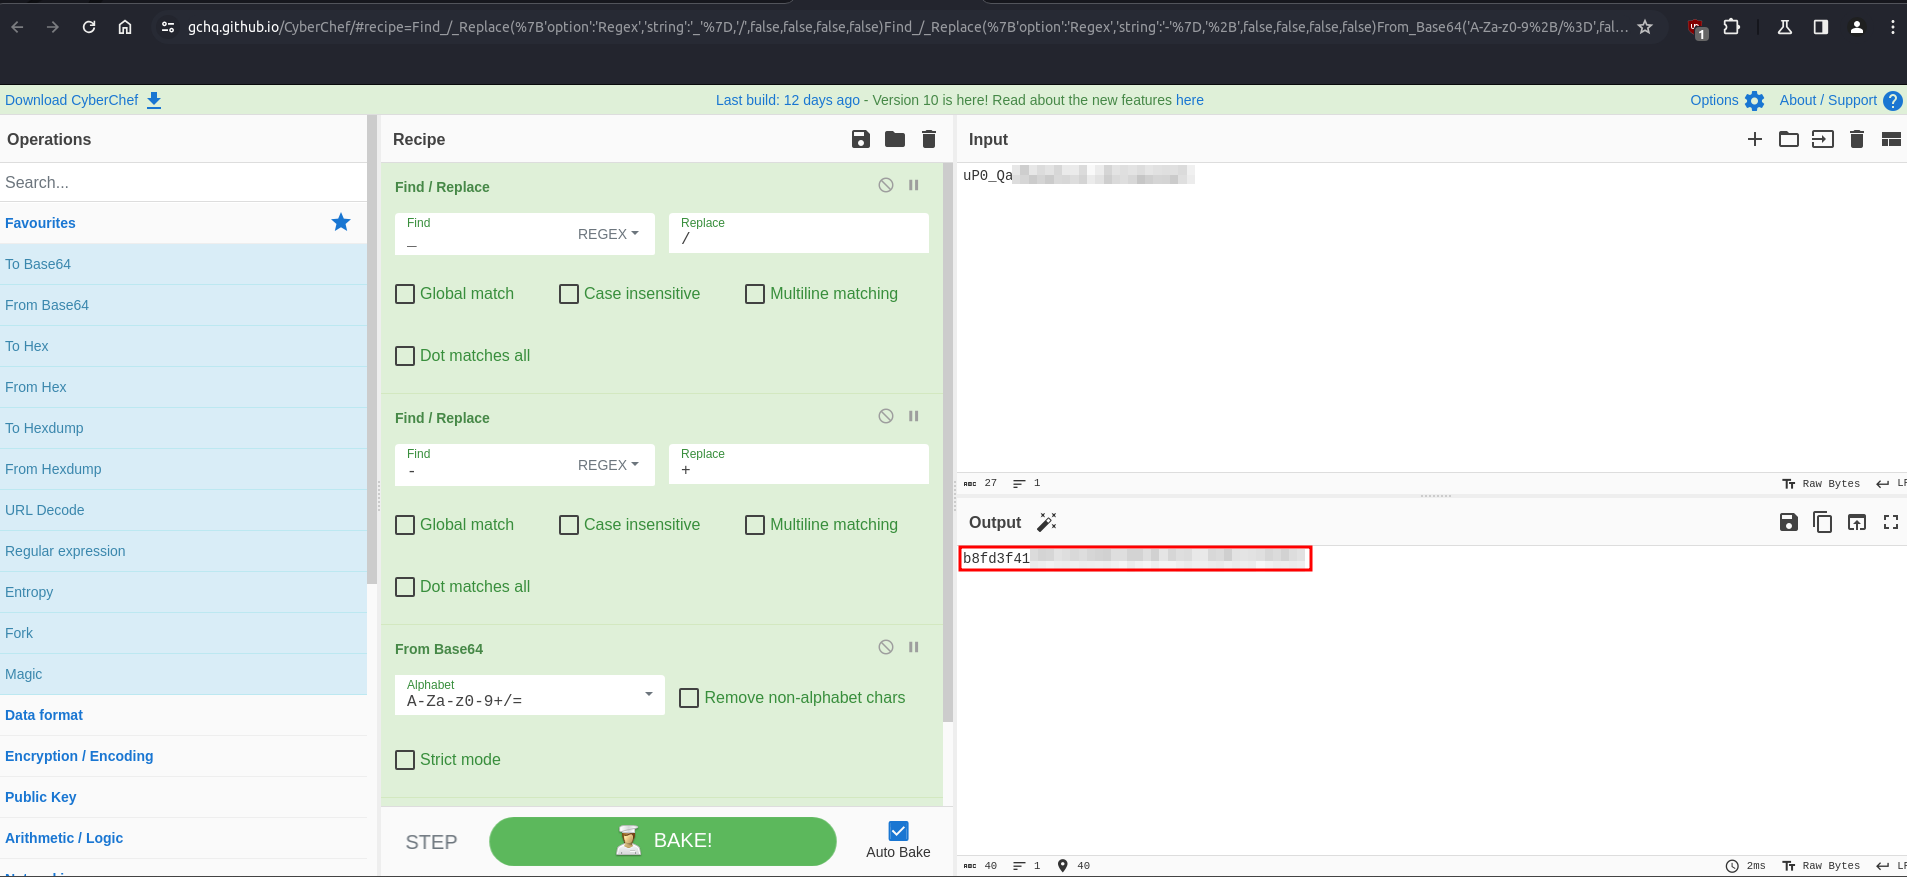 gchq.github.io/CyberChef/#recipe=Find_/_Replace(%7B'option':'Regex','string':'_'%7D,'/',false,false,false,false)Find_/_Replace(%7B'option':'Regex','string':'-'%7D,'%2B',false,false,false,false)From_Base64('A-Za-z0-9%2B/%3D',fal...
1
Download CyberChef
Last build: 12 days ago - Version 10 is here! Read about the new features here
Options
About / Support
Operations
Search...
Favourites
To Base64
From Base64
To Hex
From Hex
To Hexdump
From Hexdump
URL Decode
Regular expression
Entropy
Fork
Magic
Data format
Encryption / Encoding
Public Key
Arithmetic / Logic
Recipe
Find / Replace
Find
_
REGEX
Replace
/
Global match
Case insensitive
Multiline matching
Dot matches all
Find / Replace
Find
-
REGEX
Replace
+
Global match
Case insensitive
Multiline matching
Dot matches all
From Base64
Alphabet
A-Za-z0-9+/=
Remove non-alphabet chars
Strict mode
STEP
BAKE!
Auto Bake
Input
uP0_Qa
ABC 27 1
Tт Raw Bytes LF
Output
b8fd3f41
ABC 40 1 40
2ms Tт Raw Bytes LF